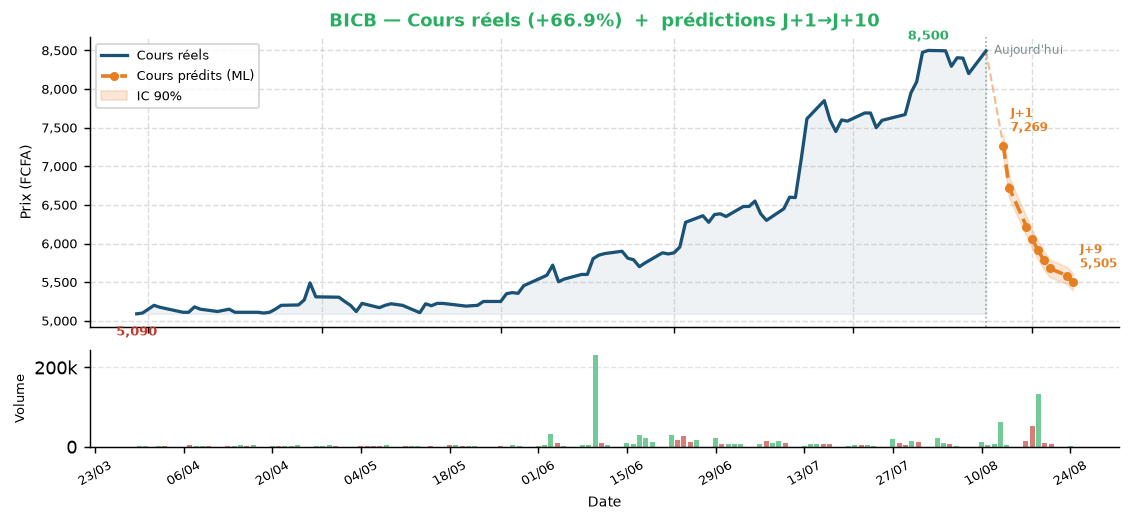 BICB — Cours réels (+66.9%)  +  prédictions J+1→J+10
8,500
Cours réels
Cours prédits (ML)
IC 90%
Aujourd'hui
J+1
7,269
J+9
5,505
5,090
Prix (FCFA)
8,500
8,000
7,500
7,000
6,500
6,000
5,500
5,000
Volume
200k
0
23/03
06/04
20/04
04/05
18/05
01/06
15/06
29/06
13/07
27/07
10/08
24/08
Date